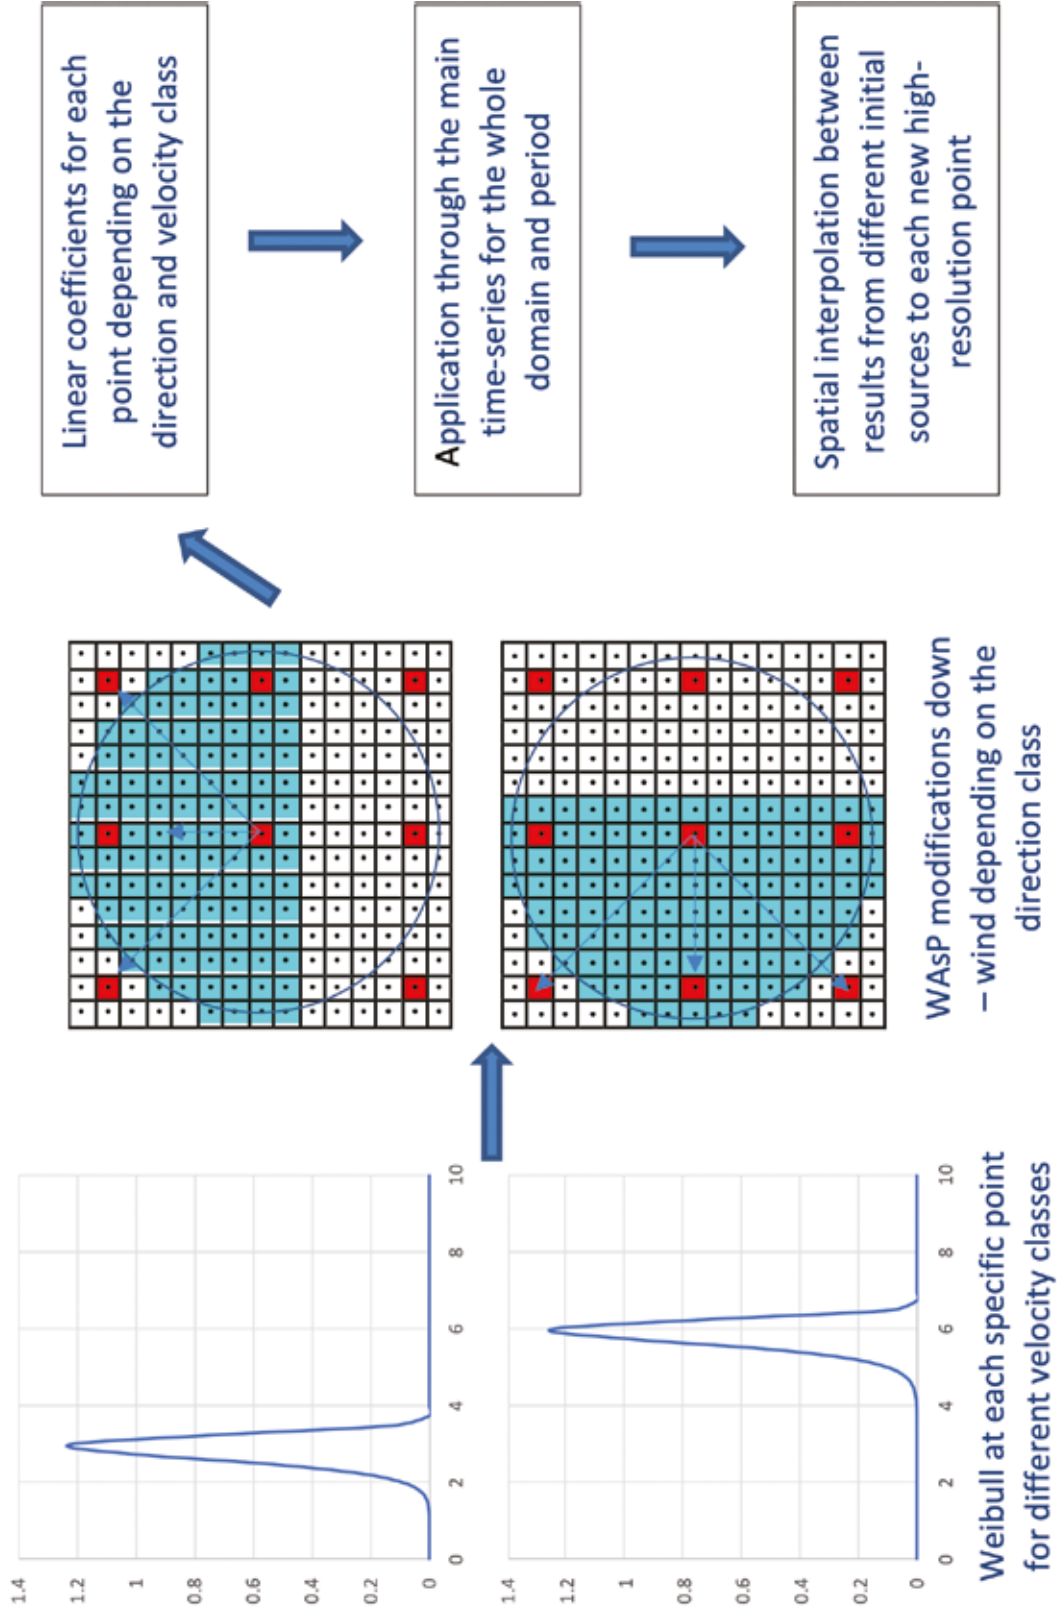 1.4
1.2
1
0.8
0.6
0.4
0.2
0
0
2
4
6
8
10
1.4
1.2
1
0.8
0.6
0.4
0.2
0
0
2
4
6
8
10
Weibull at each specific point
for different velocity classes
WAsP modifications down
– wind depending on the
direction class
Linear coefficients for each
point depending on the
direction and velocity class
Application through the main
time-series for the whole
domain and period
Spatial interpolation between
results from different initial
sources to each new high-
resolution point